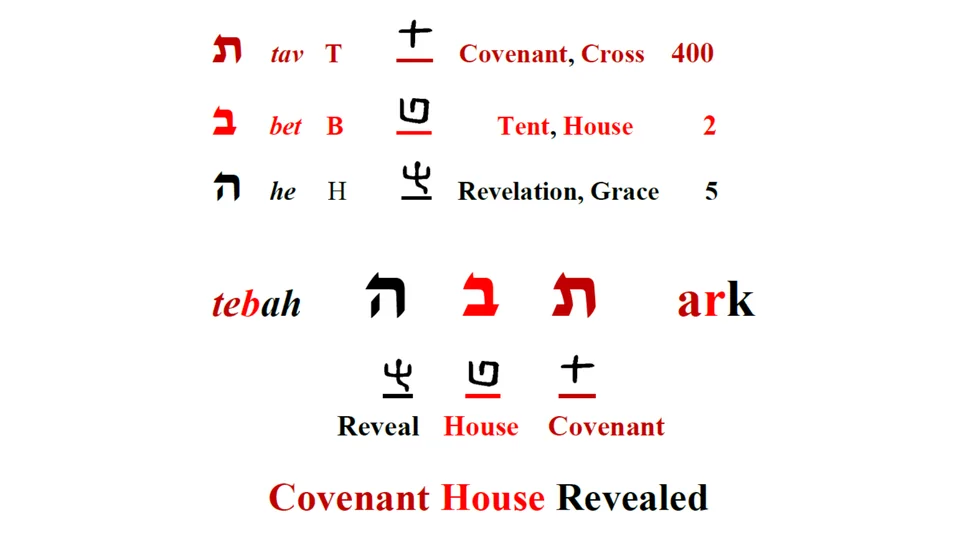 ת tav T Covenant, Cross 400
ב bet B Tent, House 2
ה he H Revelation, Grace 5
tebah ה ב ת ark
Reveal House Covenant
Covenant House Revealed